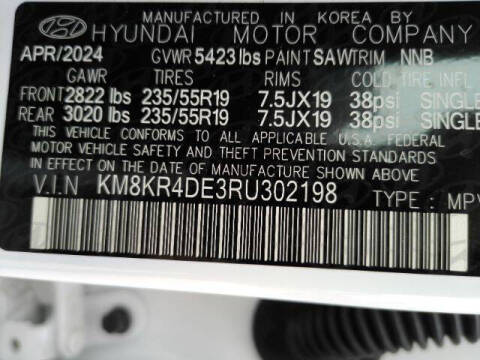 MANUFACTURED IN KOREA BY
HYUNDAI MOTOR COMPANY
APR/2024 GVWR 5423 lbs PAINT SAW TRIM NNB
GAWR TIRES RIMS COLD TIRE INFL
FRONT 2822 lbs 235/55R19 7.5JX19 38psi SINGLE
REAR 3020 lbs 235/55R19 7.5JX19 38psi SINGLE
THIS VEHICLE CONFORMS TO ALL APPLICABLE U.S.A. FEDERAL
MOTOR VEHICLE SAFETY, BUMPER, AND THEFT PREVENTION
STANDARDS IN EFFECT ON THE DATE OF MANUFACTURE SHOWN ABOVE
V.I.N KM8KR4DE3RU302198 TYPE : MPV